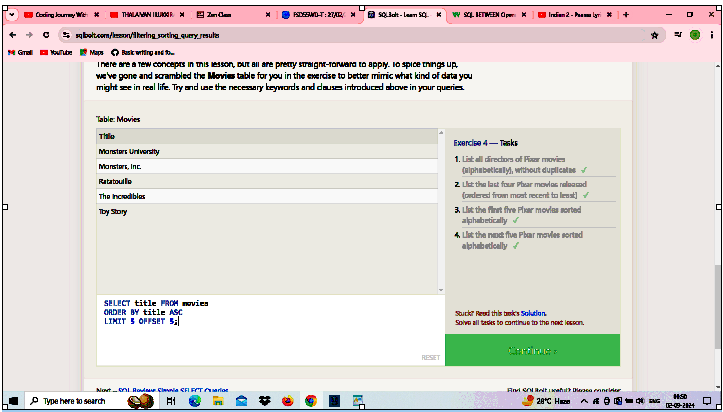 Coding Journey With
THALAIVAN IRUKKIR
Zen Class
FSD55WD-T : 27/02/
SQLBolt - Learn SQL
SQL BETWEEN Oper
Indian 2 - Paaraa Lyri
sqlbolt.com/lesson/filtering_sorting_query_results
Gmail
YouTube
Maps
Basic writing and fo...
There are a few concepts in this lesson, but all are pretty straight-forward to apply. To spice things up,
we've gone and scrambled the Movies table for you in the exercise to better mimic what kind of data you
might see in real life. Try and use the necessary keywords and clauses introduced above in your queries.
Table: Movies
Title
Monsters University
Monsters, Inc.
Ratatouille
The Incredibles
Toy Story
SELECT title FROM movies
ORDER BY title ASC
LIMIT 5 OFFSET 5;
RESET
Exercise 4 — Tasks
1. List all directors of Pixar movies
(alphabetically), without duplicates ✓
2. List the last four Pixar movies released
(ordered from most recent to least) ✓
3. List the first five Pixar movies sorted
alphabetically ✓
4. List the next five Pixar movies sorted
alphabetically ✓
Stuck? Read this task's Solution.
Solve all tasks to continue to the next lesson.
Continue ›
Next – SQL Review: Simple SELECT Queries
Find SQLBolt useful? Please consider
Type here to search
28°C Haze
ENG
00:50
02-09-2024